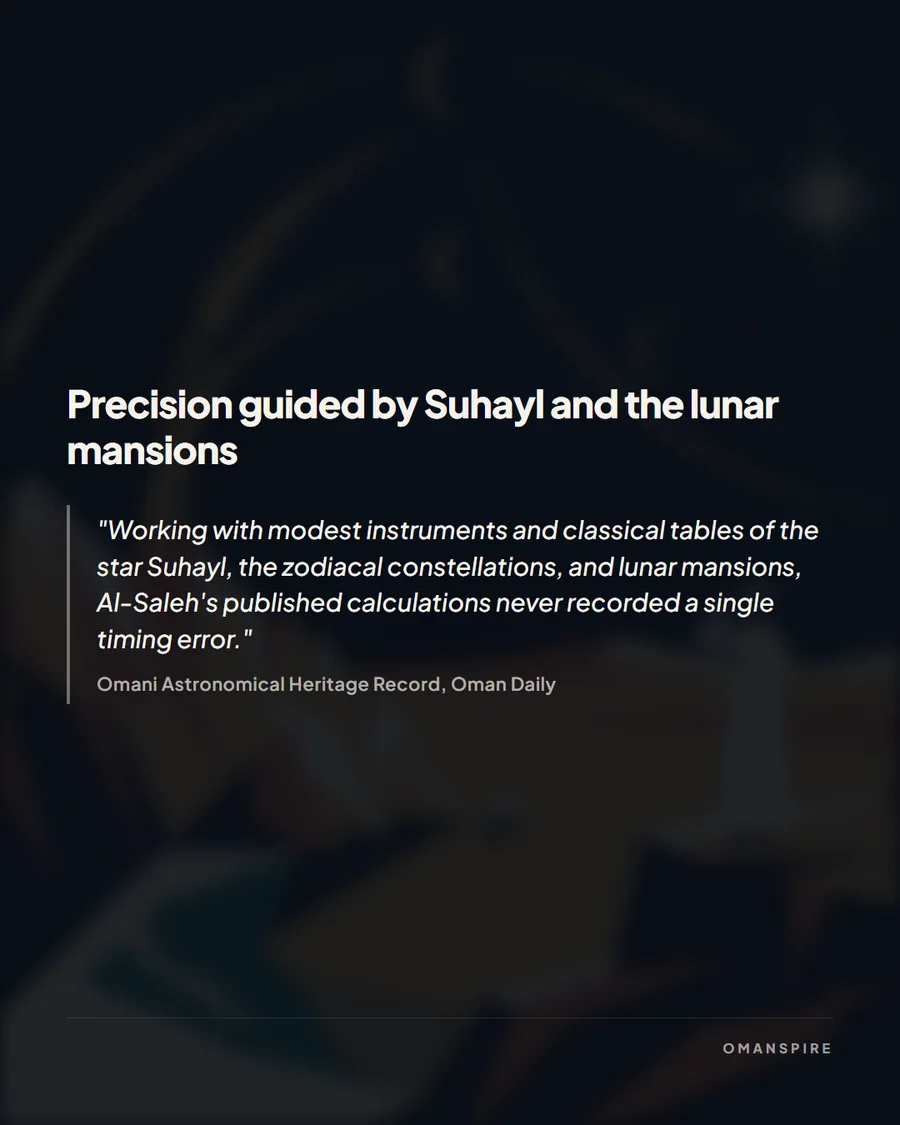 Precision guided by Suhayl and the lunar
mansions
"Working with modest instruments and classical tables of the
star Suhayl, the zodiacal constellations, and lunar mansions,
Al-Saleh's published calculations never recorded a single
timing error."
Omani Astronomical Heritage Record, Oman Daily
OMANSPIRE